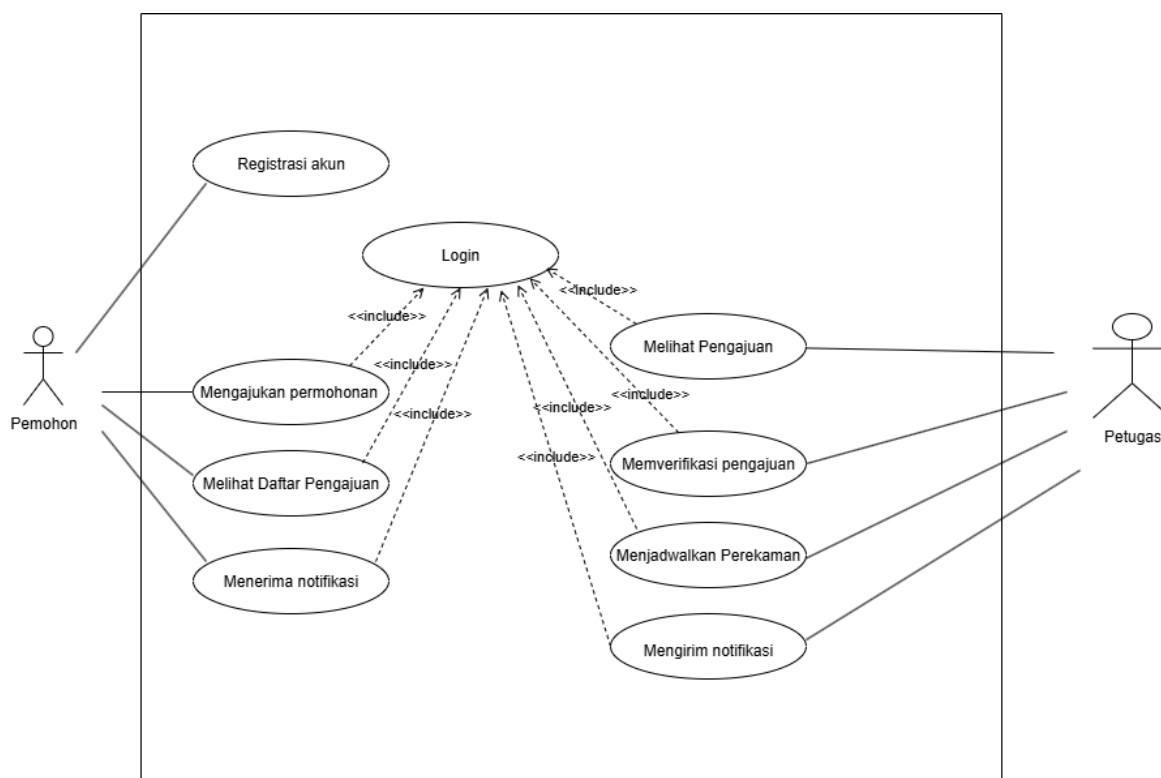 Registrasi akun
Login
<<include>>
<<include>>
Melihat Pengajuan
<<include>>
Mengajukan permohonan
<<include>>
Pemohon
<<include>>
<<include>>
Petugas
<<include>>
Memverifikasi pengajuan
Melihat Daftar Pengajuan
Menjadwalkan Perekaman
Menerima notifikasi
Mengirim notifikasi